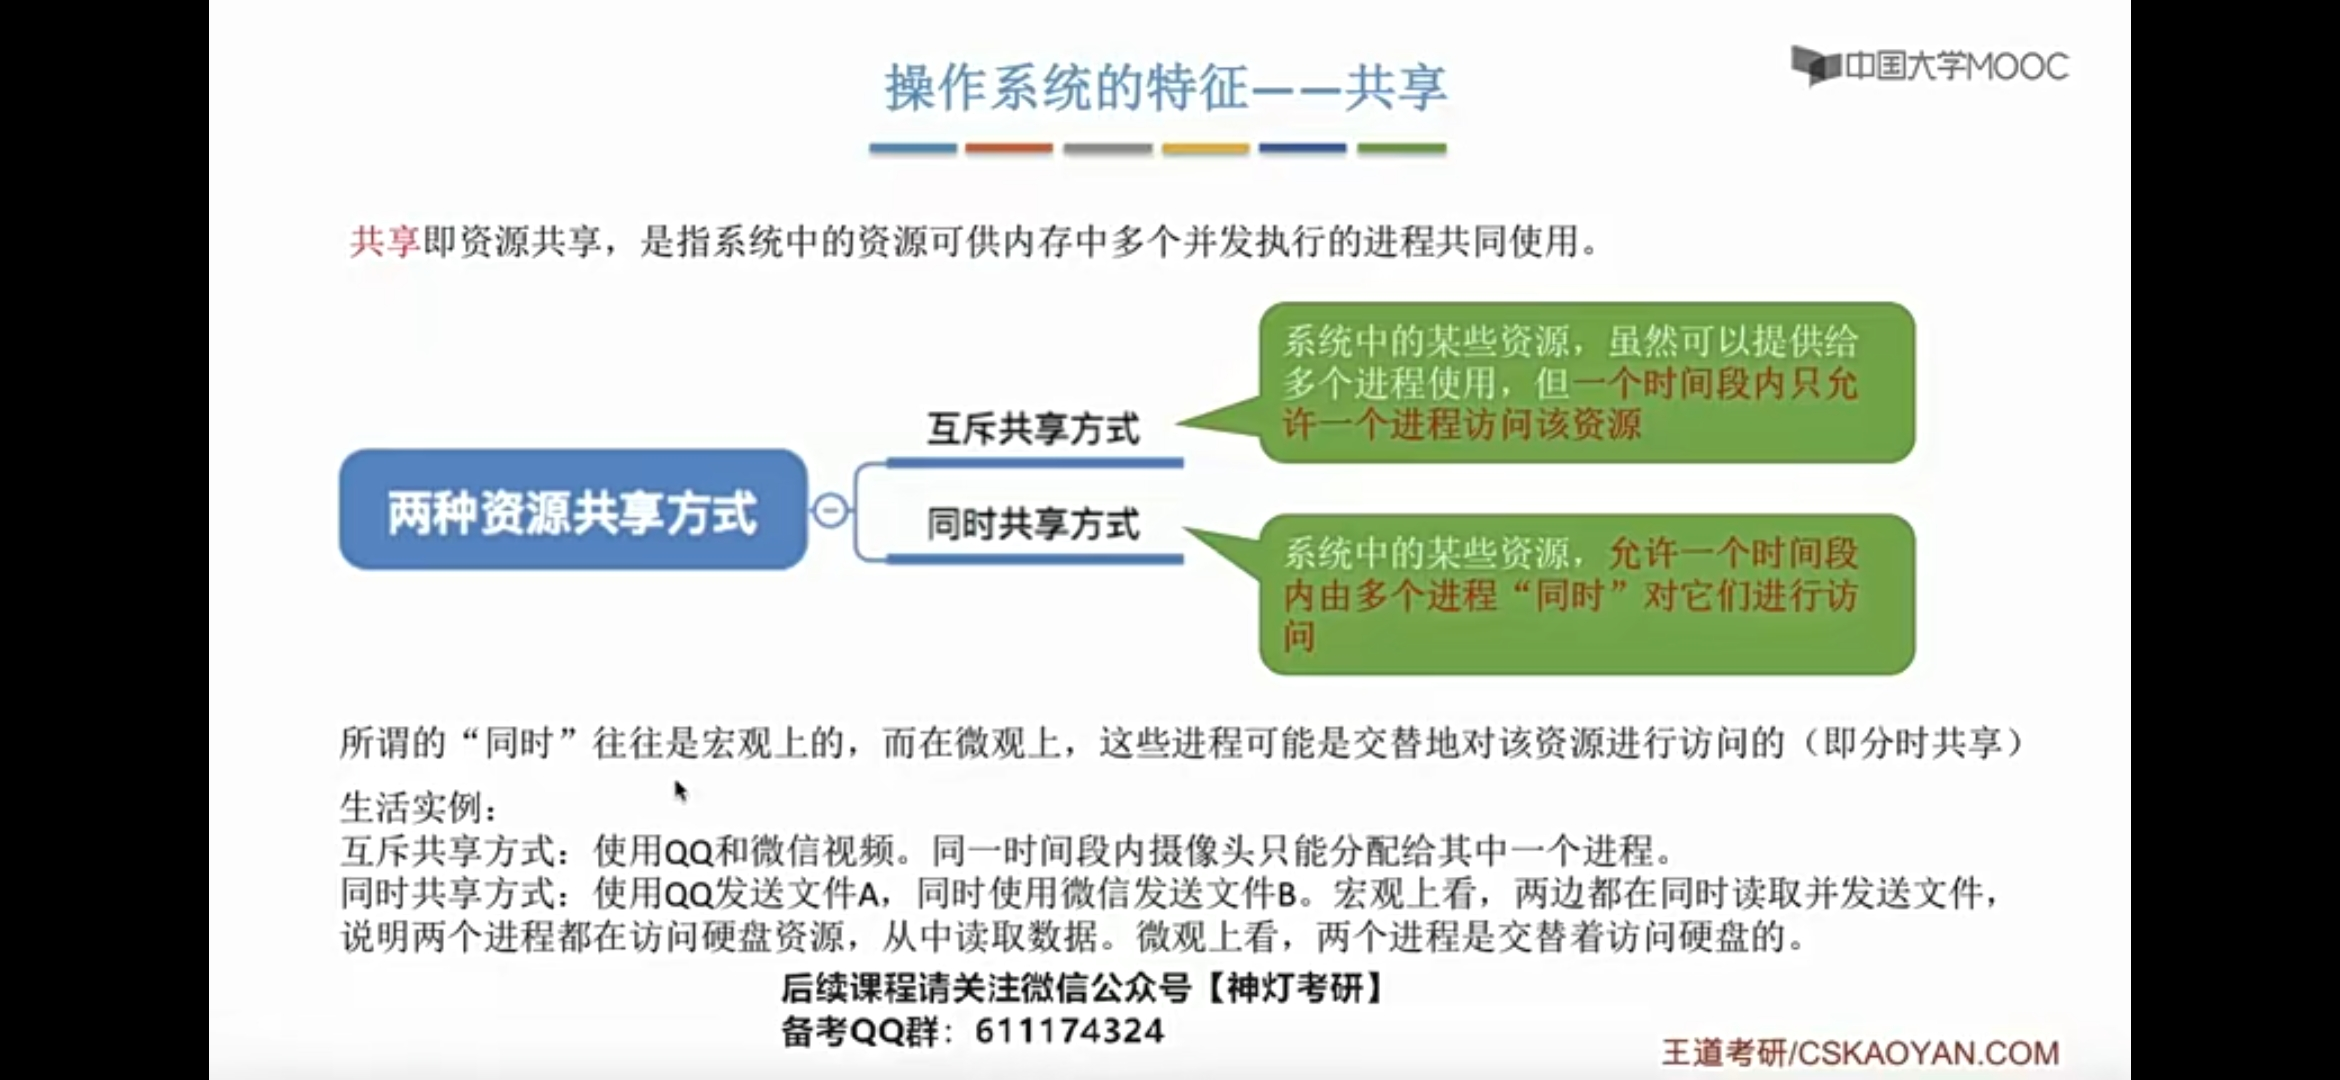 操作系统的特征——共享
中国大学MOOC
共享即资源共享，是指系统中的资源可供内存中多个并发执行的进程共同使用。
两种资源共享方式
互斥共享方式
系统中的某些资源，虽然可以提供给
多个进程使用，但一个时间段内只允
许一个进程访问该资源
同时共享方式
系统中的某些资源，允许一个时间段
内由多个进程“同时”对它们进行访
问
所谓的“同时”往往是宏观上的，而在微观上，这些进程可能是交替地对该资源进行访问的（即分时共享）
生活实例：
互斥共享方式：使用QQ和微信视频。同一时间段内摄像头只能分配给其中一个进程。
同时共享方式：使用QQ发送文件A，同时使用微信发送文件B。宏观上看，两边都在同时读取并发送文件，
说明两个进程都在访问硬盘资源，从中读取数据。微观上看，两个进程是交替着访问硬盘的。
后续课程请关注微信公众号【神灯考研】
备考QQ群：611174324
王道考研/CSKAOYAN.COM